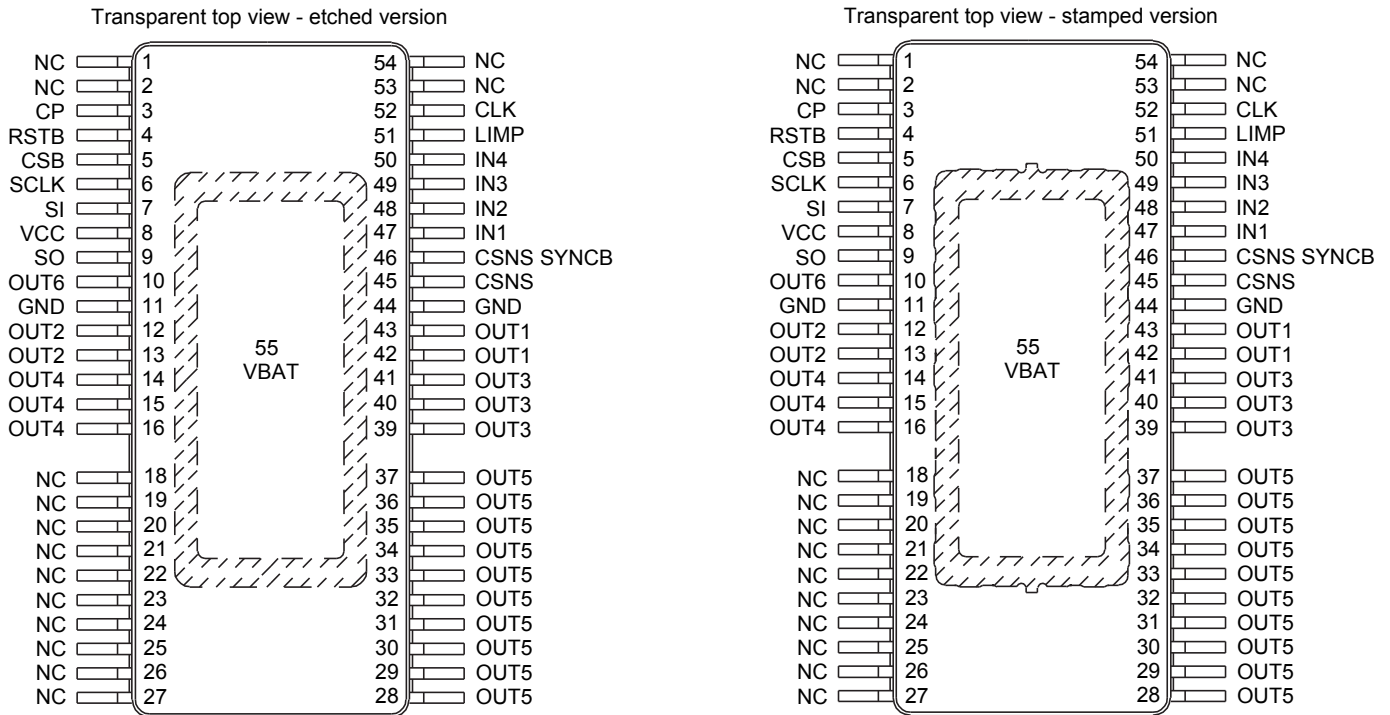 Transparent top view - etched version
NC 1 54 NC
NC 2 53 NC
CP 3 52 CLK
RSTB 4 51 LIMP
CSB 5 50 IN4
SCLK 6 49 IN3
SI 7 48 IN2
VCC 8 47 IN1
SO 9 46 CSNS SYNCB
OUT6 10 45 CSNS
GND 11 44 GND
OUT2 12 43 OUT1
OUT2 13 42 OUT1
OUT4 14 41 OUT3
OUT4 15 40 OUT3
OUT4 16 39 OUT3
55
VBAT
NC 18 37 OUT5
NC 19 36 OUT5
NC 20 35 OUT5
NC 21 34 OUT5
NC 22 33 OUT5
NC 23 32 OUT5
NC 24 31 OUT5
NC 25 30 OUT5
NC 26 29 OUT5
NC 27 28 OUT5
Transparent top view - stamped version
NC 1 54 NC
NC 2 53 NC
CP 3 52 CLK
RSTB 4 51 LIMP
CSB 5 50 IN4
SCLK 6 49 IN3
SI 7 48 IN2
VCC 8 47 IN1
SO 9 46 CSNS SYNCB
OUT6 10 45 CSNS
GND 11 44 GND
OUT2 12 43 OUT1
OUT2 13 42 OUT1
OUT4 14 41 OUT3
OUT4 15 40 OUT3
OUT4 16 39 OUT3
55
VBAT
NC 18 37 OUT5
NC 19 36 OUT5
NC 20 35 OUT5
NC 21 34 OUT5
NC 22 33 OUT5
NC 23 32 OUT5
NC 24 31 OUT5
NC 25 30 OUT5
NC 26 29 OUT5
NC 27 28 OUT5